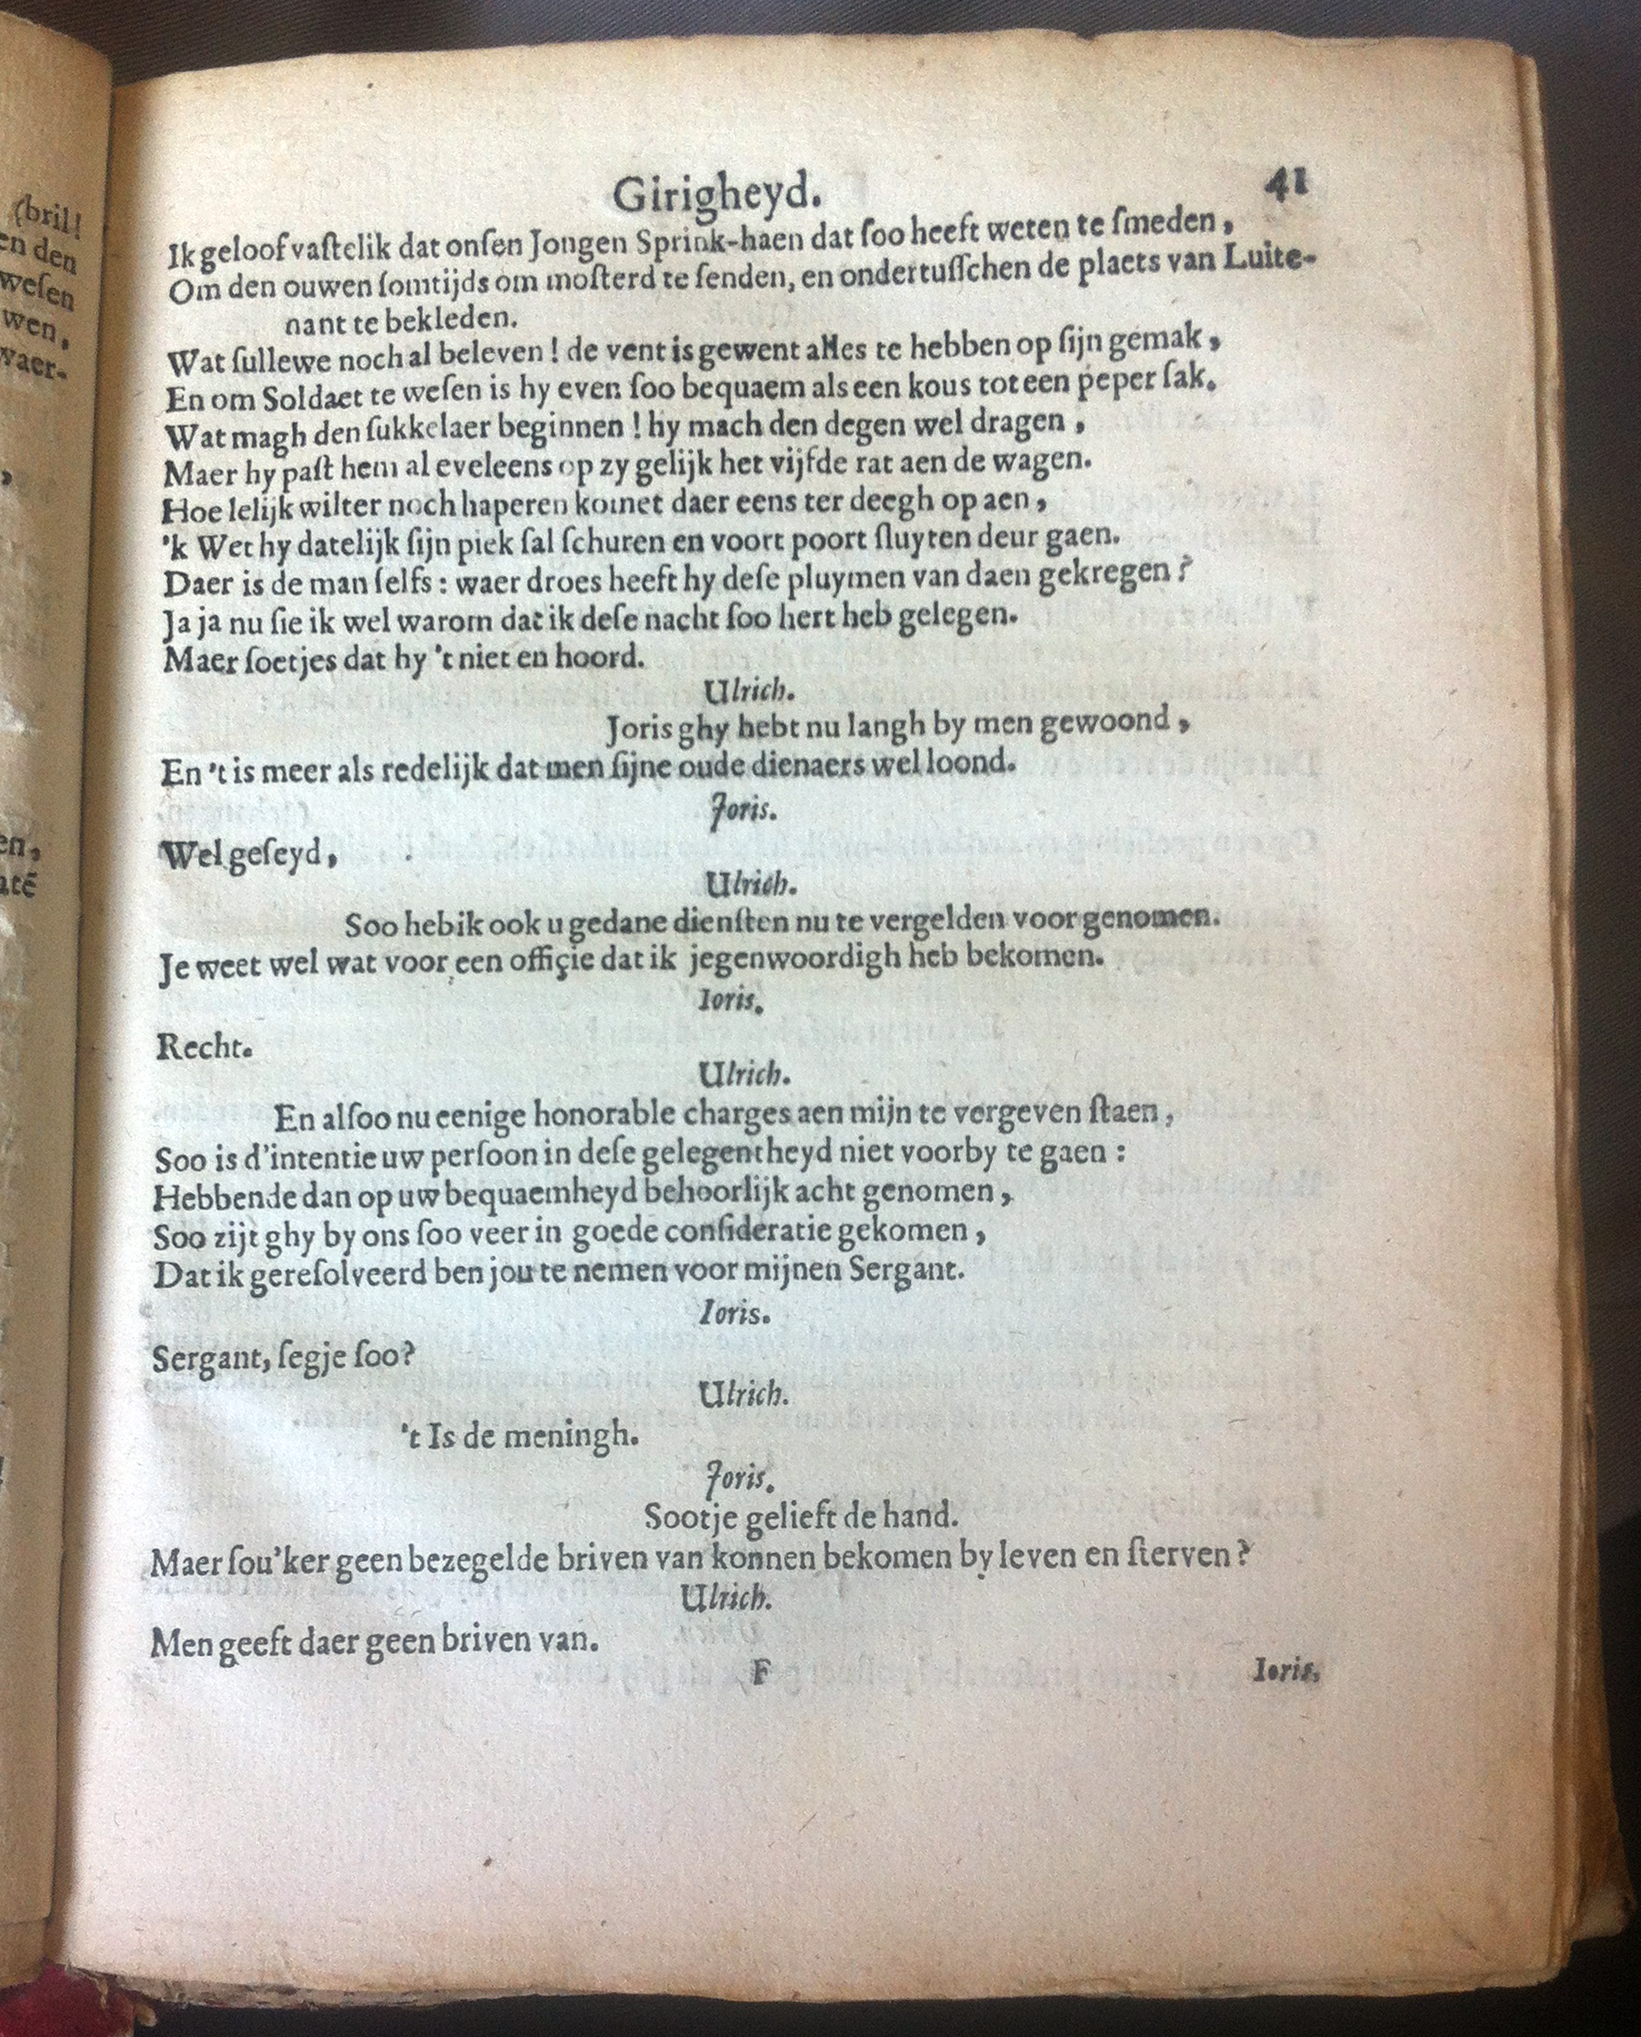 (bril!
en den
wesen
wen,
waer-
en,
Girigheyd. 41
Ik geloof vaſtelik dat onſen Jongen Sprink-haen dat ſoo heeft weten te ſmeden,
Om den ouwen ſomtijds om moſterd te ſenden, en ondertuſſchen de plaets van Luite-
nant te bekleden.
Wat ſullewe noch al beleven! de vent is gewent alles te hebben op ſijn gemak,
En om Soldaet te weſen is hy even ſoo bequaem als een kous tot een peper ſak.
Wat magh den ſukkelaer beginnen! hy mach den degen wel dragen,
Maer hy paſt hem al eveleens op zy gelijk het vijfde rat aen de wagen.
Hoe lelijk wilter noch haperen komet daer eens ter deegh op aen,
'k Wet hy datelijk ſijn piek ſal ſchuren en voort poort ſluyten deur gaen.
Daer is de man ſelfs: waer droes heeft hy deſe pluymen van daen gekregen?
Ja ja nu ſie ik wel warom dat ik deſe nacht ſoo hert heb gelegen.
Maer ſoetjes dat hy 't niet en hoord.
Ulrich.
Joris ghy hebt nu langh by men gewoond,
En 't is meer als redelijk dat men ſijne oude dienaers wel loond.
Joris.
Wel geſeyd,
Ulrich.
Soo heb ik ook u gedane dienſten nu te vergelden voor genomen.
Je weet wel wat voor een offiçie dat ik jegenwoordigh heb bekomen.
Ioris.
Recht.
Ulrich.
En alſoo nu eenige honorable charges aen mijn te vergeven ſtaen,
Soo is d'intentie uw perſoon in deſe gelegentheyd niet voorby te gaen:
Hebbende dan op uw bequaemheyd behoorlijk acht genomen,
Soo zijt ghy by ons ſoo veer in goede conſideratie gekomen,
Dat ik gereſolveerd ben jou te nemen voor mijnen Sergant.
Ioris.
Sergant, ſegje ſoo?
Ulrich.
't Is de meningh.
Joris.
Sootje gelieft de hand.
Maer ſou'ker geen bezegelde briven van konnen bekomen by leven en ſterven?
Ulrich.
Men geeft daer geen briven van.
F Ioris,